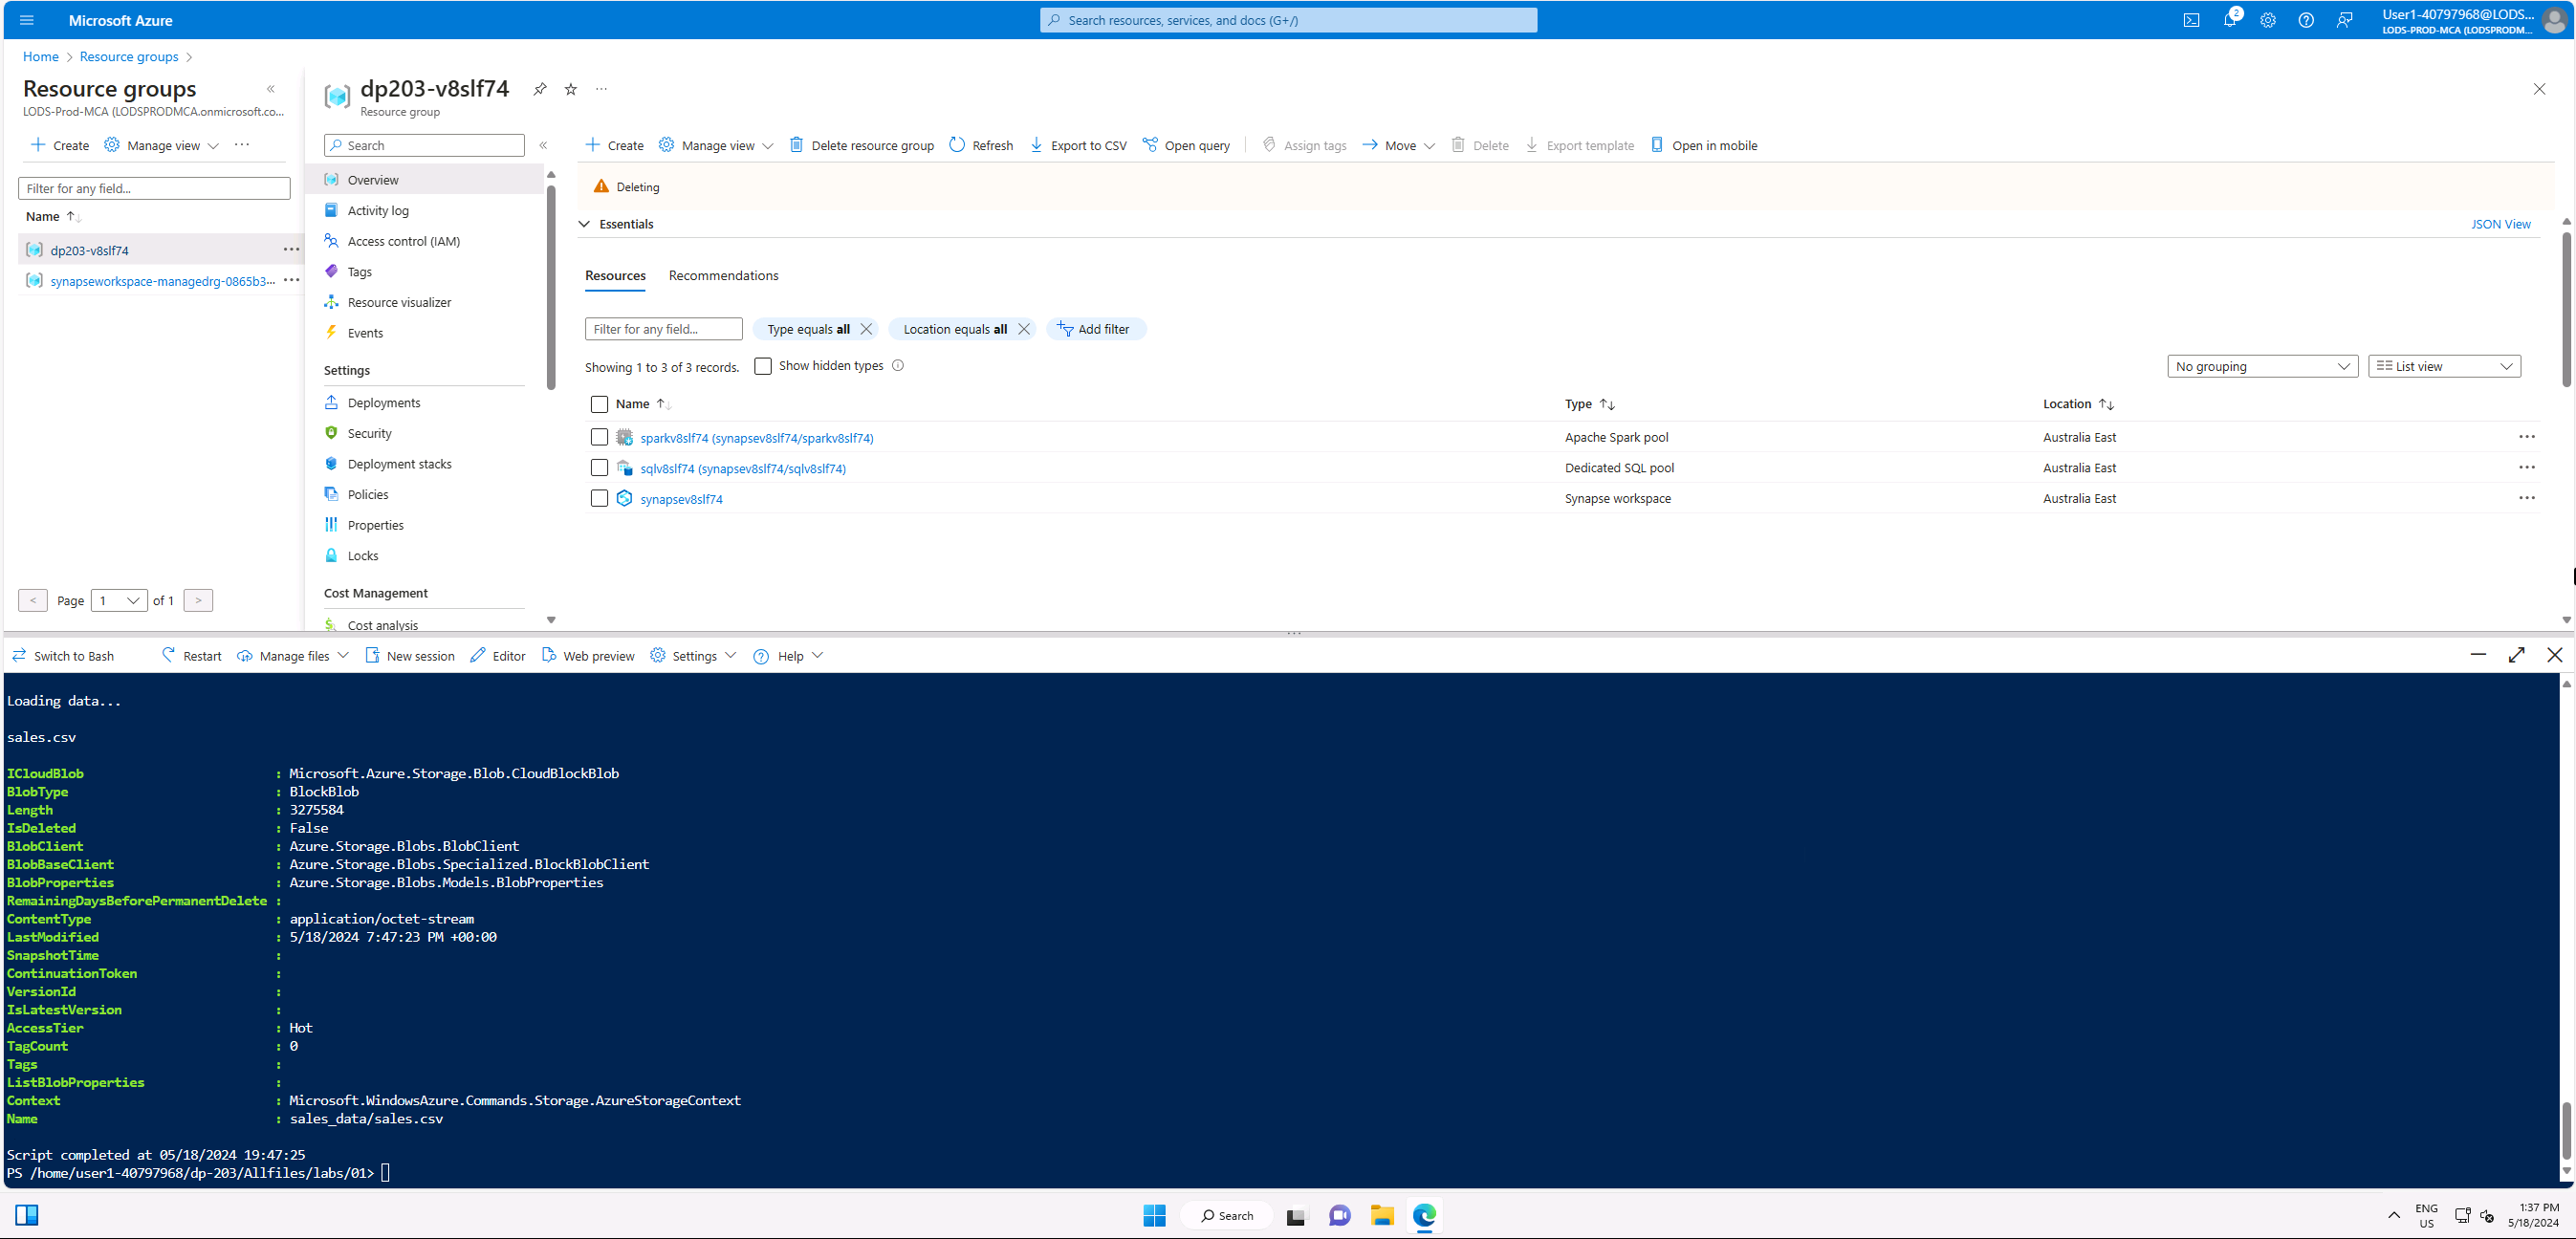 Microsoft Azure
Search resources, services, and docs (G+/)
2
User1-40797968@LODS...
LODS-PROD-MCA (LODSPRODM...
Home > Resource groups >
Resource groups
LODS-Prod-MCA (LODSPRODMCA.onmicrosoft.co...
Create
Manage view
Filter for any field...
Name
dp203-v8slf74
synapseworkspace-managedrg-0865b3...
< Page 1 of 1 >
dp203-v8slf74
Resource group
Search
Overview
Activity log
Access control (IAM)
Tags
Resource visualizer
Events
Settings
Deployments
Security
Deployment stacks
Policies
Properties
Locks
Cost Management
Cost analysis
Create Manage view Delete resource group Refresh Export to CSV Open query Assign tags Move Delete Export template Open in mobile
Deleting
Essentials
JSON View
Resources Recommendations
Filter for any field...
Type equals all
Location equals all
Add filter
Showing 1 to 3 of 3 records.
Show hidden types
No grouping
List view
Name Type Location
sparkv8slf74 (synapsev8slf74/sparkv8slf74) Apache Spark pool Australia East
sqlv8slf74 (synapsev8slf74/sqlv8slf74) Dedicated SQL pool Australia East
synapsev8slf74 Synapse workspace Australia East
Switch to Bash Restart Manage files New session Editor Web preview Settings Help
Loading data...
sales.csv
ICloudBlob : Microsoft.Azure.Storage.Blob.CloudBlockBlob
BlobType : BlockBlob
Length : 3275584
IsDeleted : False
BlobClient : Azure.Storage.Blobs.BlobClient
BlobBaseClient : Azure.Storage.Blobs.Specialized.BlockBlobClient
BlobProperties : Azure.Storage.Blobs.Models.BlobProperties
RemainingDaysBeforePermanentDelete :
ContentType : application/octet-stream
LastModified : 5/18/2024 7:47:23 PM +00:00
SnapshotTime :
ContinuationToken :
VersionId :
IsLatestVersion :
AccessTier : Hot
TagCount : 0
Tags :
ListBlobProperties :
Context : Microsoft.WindowsAzure.Commands.Storage.AzureStorageContext
Name : sales_data/sales.csv
Script completed at 05/18/2024 19:47:25
PS /home/user1-40797968/dp-203/Allfiles/labs/01>
Search
ENG
US
1:37 PM
5/18/2024